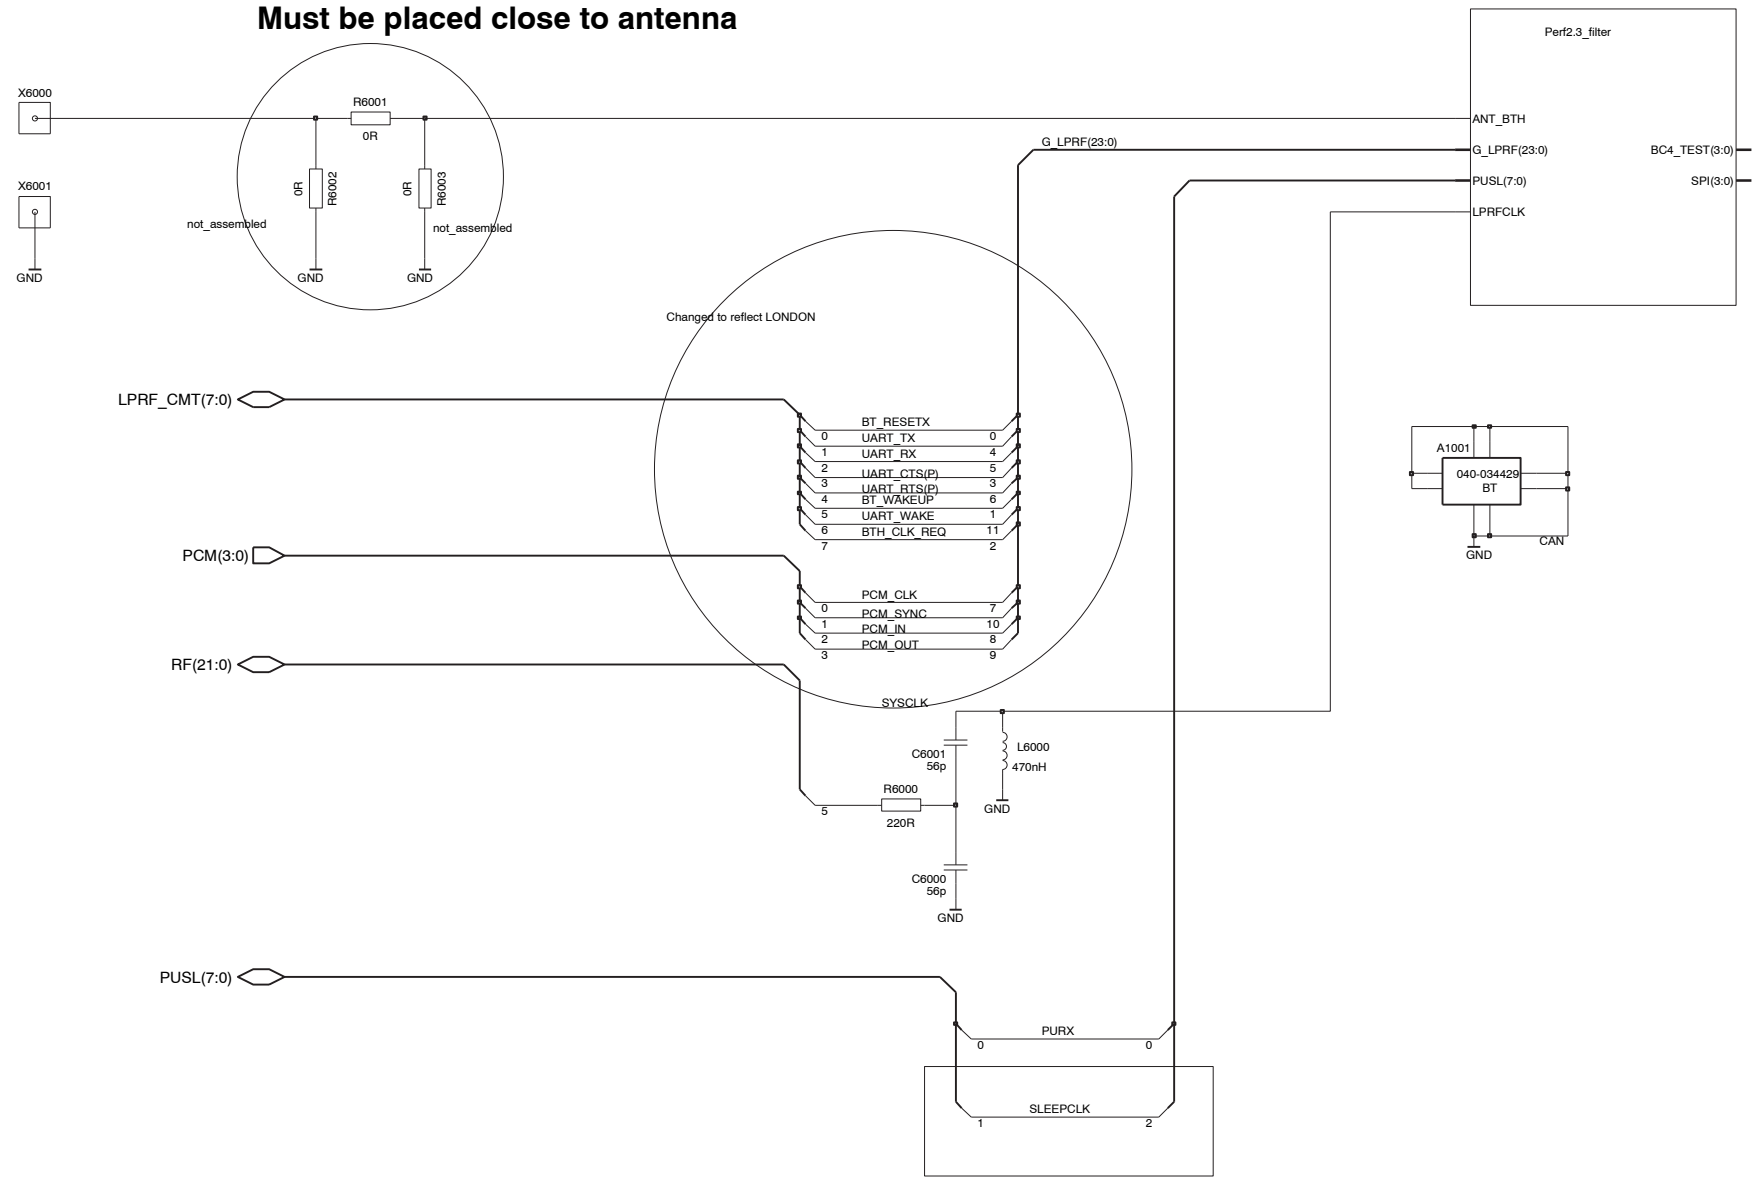 Must be placed close to antenna
Perf2.3_filter
X6000
R6001
0R
ANT_BTH
G_LPRF(23:0)
G_LPRF(23:0)
BC4_TEST(3:0)
PUSL(7:0)
SPI(3:0)
LPRFCLK
X6001
0R
R6002
0R
R6003
not_assembled
not_assembled
GND
GND
GND
Changed to reflect LONDON
LPRF_CMT(7:0)
BT_RESETX
0
UART_TX
0
1
UART_RX
4
2
UART_CTS(P)
5
3
UART_RTS(P)
3
4
BT_WAKEUP
6
5
UART_WAKE
1
6
BTH_CLK_REQ
11
7
2
A1001
040-034429
BT
GND
CAN
PCM(3:0)
PCM_CLK
0
PCM_SYNC
7
1
PCM_IN
10
2
PCM_OUT
8
3
9
RF(21:0)
SYSCLK
C6001
56p
L6000
470nH
GND
R6000
5
220R
C6000
56p
GND
PUSL(7:0)
PURX
0
0
SLEEPCLK
1
2